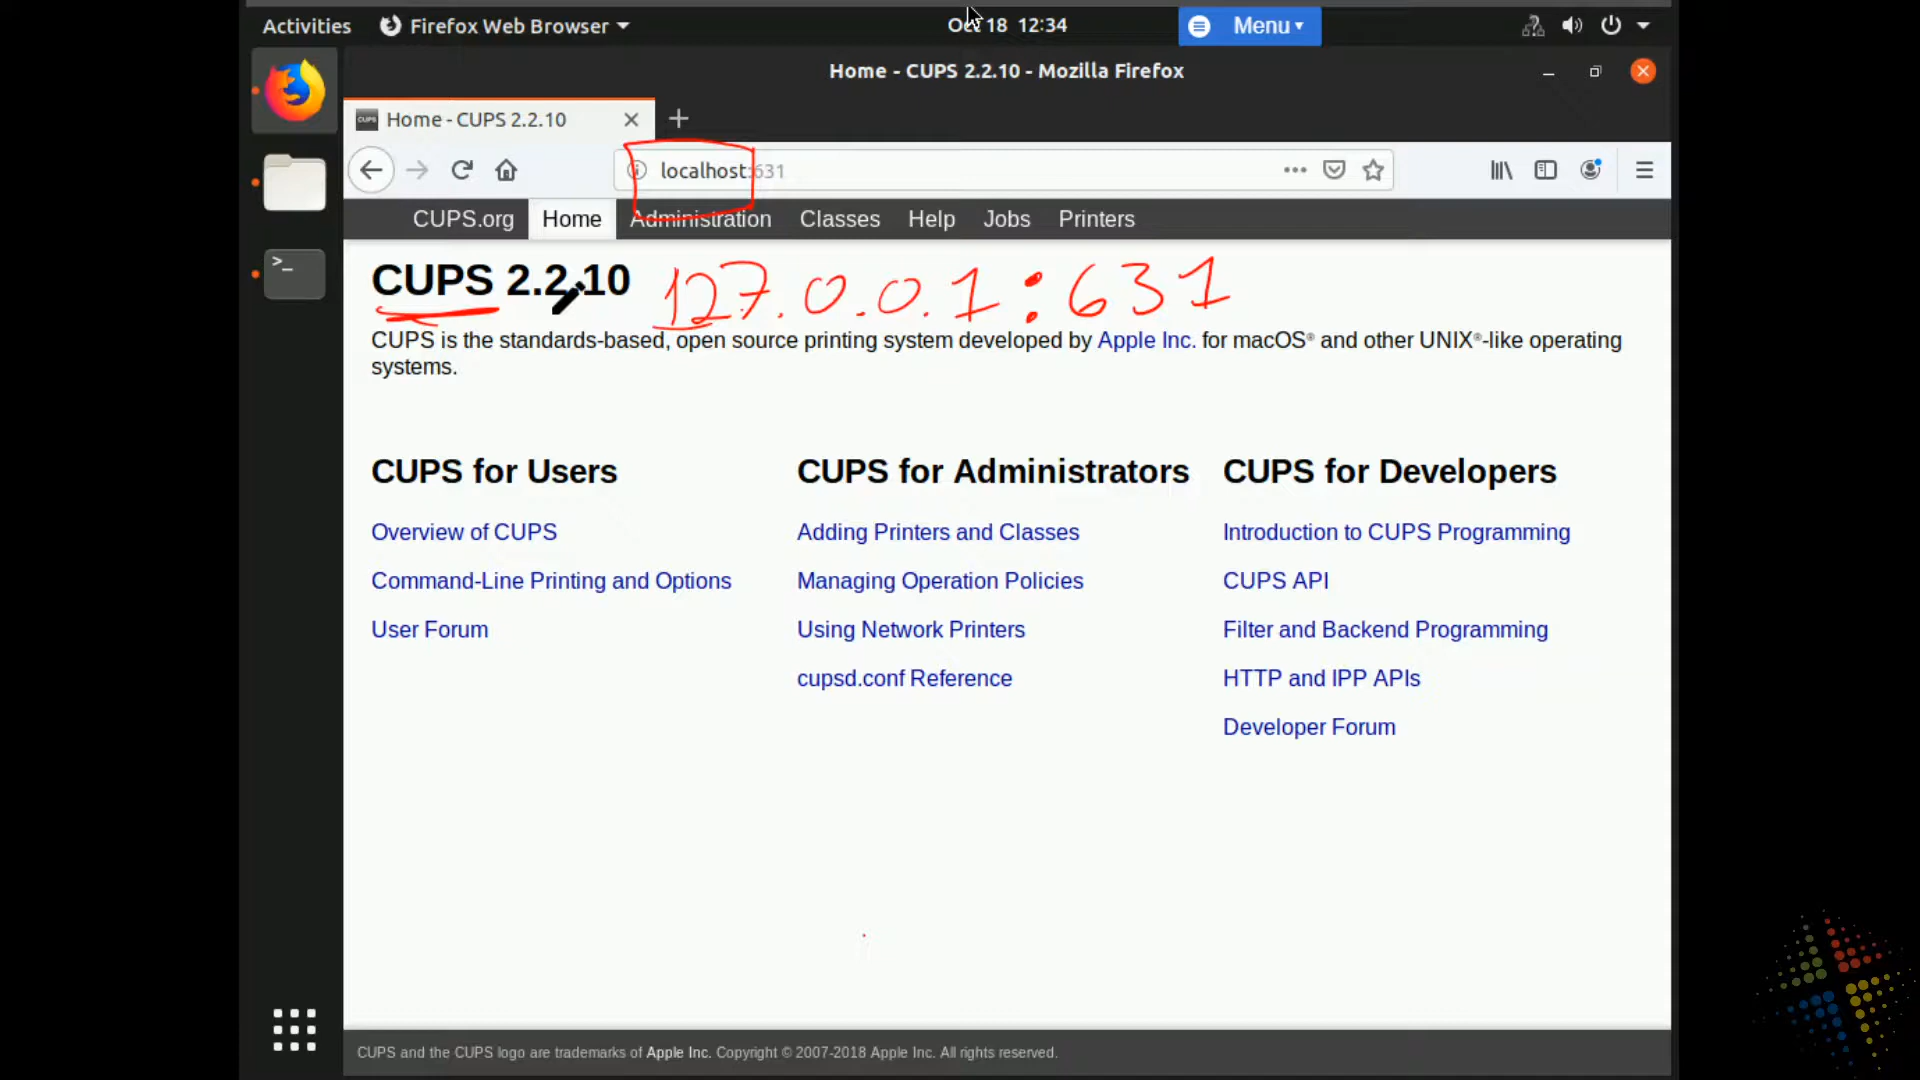 Activities Firefox Web Browser Oct 18 12:34 Menu
Home - CUPS 2.2.10 - Mozilla Firefox
Home - CUPS 2.2.10
localhost:631
CUPS.org Home Administration Classes Help Jobs Printers
CUPS 2.2.10 127.0.0.1:631
CUPS is the standards-based, open source printing system developed by Apple Inc. for macOS® and other UNIX®-like operating
systems.
CUPS for Users
Overview of CUPS
Command-Line Printing and Options
User Forum
CUPS for Administrators
Adding Printers and Classes
Managing Operation Policies
Using Network Printers
cupsd.conf Reference
CUPS for Developers
Introduction to CUPS Programming
CUPS API
Filter and Backend Programming
HTTP and IPP APIs
Developer Forum
CUPS and the CUPS logo are trademarks of Apple Inc. Copyright © 2007-2018 Apple Inc. All rights reserved.